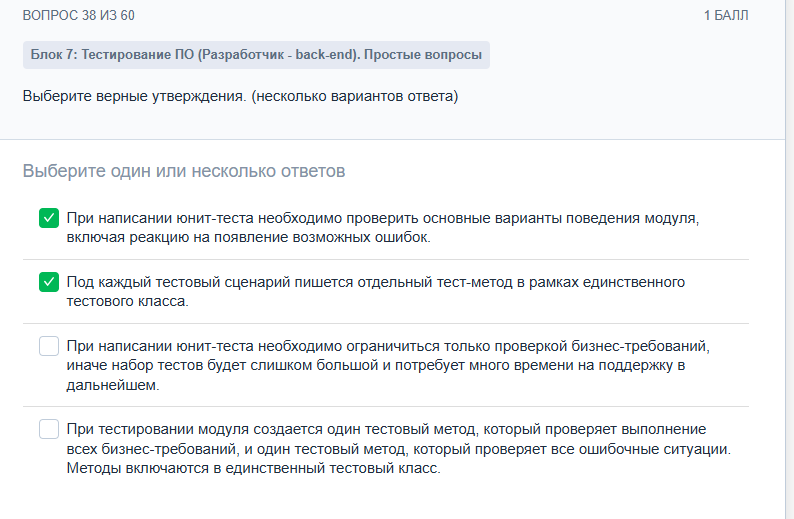 ВОПРОС 38 ИЗ 60
1 БАЛЛ
Блок 7: Тестирование ПО (Разработчик - back-end). Простые вопросы
Выберите верные утверждения. (несколько вариантов ответа)
Выберите один или несколько ответов
При написании юнит-теста необходимо проверить основные варианты поведения модуля,
включая реакцию на появление возможных ошибок.
Под каждый тестовый сценарий пишется отдельный тест-метод в рамках единственного
тестового класса.
При написании юнит-теста необходимо ограничиться только проверкой бизнес-требований,
иначе набор тестов будет слишком большой и потребует много времени на поддержку в
дальнейшем.
При тестировании модуля создается один тестовый метод, который проверяет выполнение
всех бизнес-требований, и один тестовый метод, который проверяет все ошибочные ситуации.
Методы включаются в единственный тестовый класс.